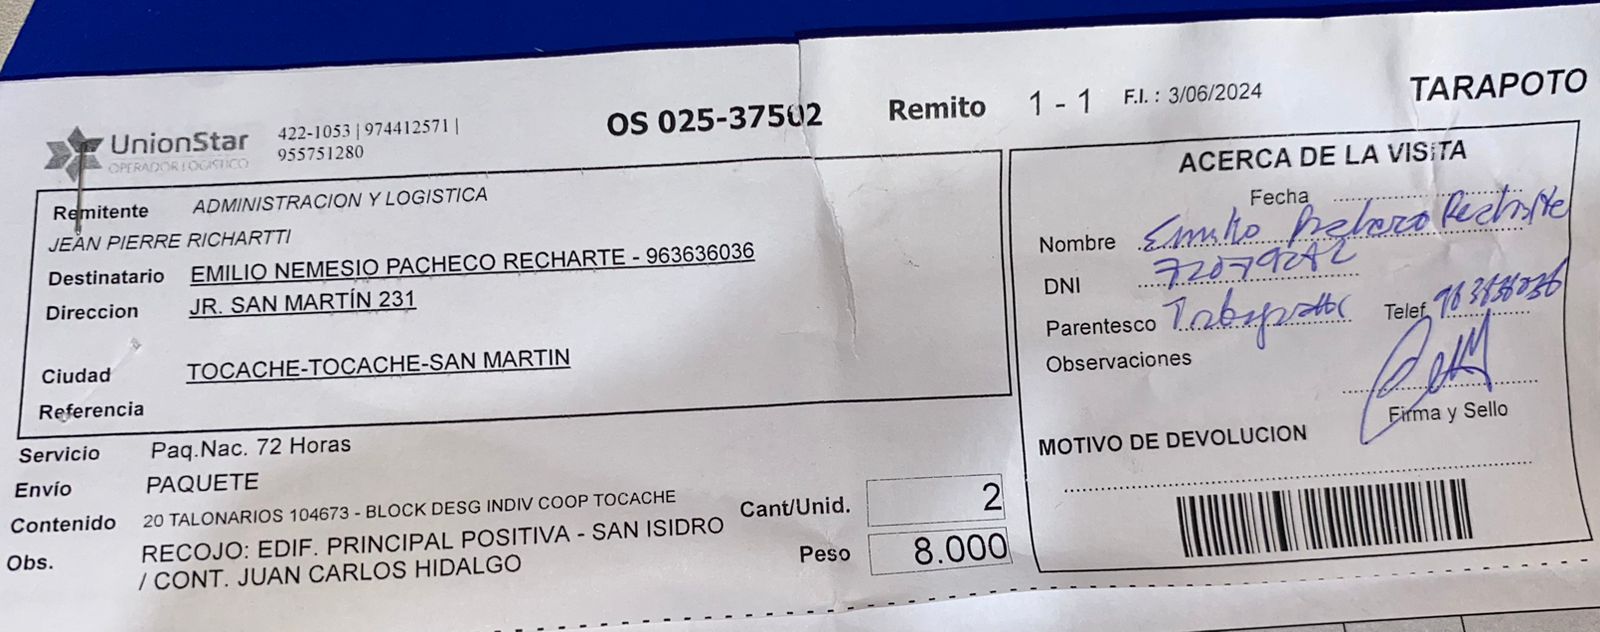 UnionStar
OPERADOR LOGISTICO
422-1053 | 974412571 |
955751280
OS 025-37502
Remito 1 - 1
F.I. : 3/06/2024
TARAPOTO
Remitente ADMINISTRACION Y LOGISTICA
JEAN PIERRE RICHARTTI
Destinatario EMILIO NEMESIO PACHECO RECHARTE - 963636036
Direccion JR. SAN MARTÍN 231
Ciudad TOCACHE-TOCACHE-SAN MARTIN
Referencia
Servicio Paq.Nac. 72 Horas
Envío PAQUETE
Contenido 20 TALONARIOS 104673 - BLOCK DESG INDIV COOP TOCACHE
Obs. RECOJO: EDIF. PRINCIPAL POSITIVA - SAN ISIDRO
/ CONT. JUAN CARLOS HIDALGO
Cant/Unid. 2
Peso 8.000
ACERCA DE LA VISITA
Fecha
Nombre Emilio Pacheco Recharte
DNI
Parentesco
Telef
Observaciones
Firma y Sello
MOTIVO DE DEVOLUCION